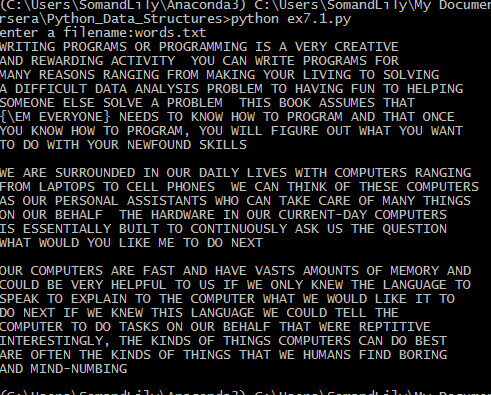 (C:\Users\SomandLily\Anaconda3) C:\Users\SomandLily\My Documen
rsera\Python_Data_Structures>python ex7.1.py
enter a filename:words.txt
WRITING PROGRAMS OR PROGRAMMING IS A VERY CREATIVE
AND REWARDING ACTIVITY  YOU CAN WRITE PROGRAMS FOR
MANY REASONS RANGING FROM MAKING YOUR LIVING TO SOLVING
A DIFFICULT DATA ANALYSIS PROBLEM TO HAVING FUN TO HELPING
SOMEONE ELSE SOLVE A PROBLEM  THIS BOOK ASSUMES THAT
{\EM EVERYONE} NEEDS TO KNOW HOW TO PROGRAM AND THAT ONCE
YOU KNOW HOW TO PROGRAM, YOU WILL FIGURE OUT WHAT YOU WANT
TO DO WITH YOUR NEWFOUND SKILLS
WE ARE SURROUNDED IN OUR DAILY LIVES WITH COMPUTERS RANGING
FROM LAPTOPS TO CELL PHONES  WE CAN THINK OF THESE COMPUTERS
AS OUR PERSONAL ASSISTANTS WHO CAN TAKE CARE OF MANY THINGS
ON OUR BEHALF  THE HARDWARE IN OUR CURRENT-DAY COMPUTERS
IS ESSENTIALLY BUILT TO CONTINUOUSLY ASK US THE QUESTION
WHAT WOULD YOU LIKE ME TO DO NEXT
OUR COMPUTERS ARE FAST AND HAVE VASTS AMOUNTS OF MEMORY AND
COULD BE VERY HELPFUL TO US IF WE ONLY KNEW THE LANGUAGE TO
SPEAK TO EXPLAIN TO THE COMPUTER WHAT WE WOULD LIKE IT TO
DO NEXT IF WE KNEW THIS LANGUAGE WE COULD TELL THE
COMPUTER TO DO TASKS ON OUR BEHALF THAT WERE REPTITIVE
INTERESTINGLY, THE KINDS OF THINGS COMPUTERS CAN DO BEST
ARE OFTEN THE KINDS OF THINGS THAT WE HUMANS FIND BORING
AND MIND-NUMBING
(C:\Users\SomandLily\Anaconda3) C:\Users\SomandLily\My Documen